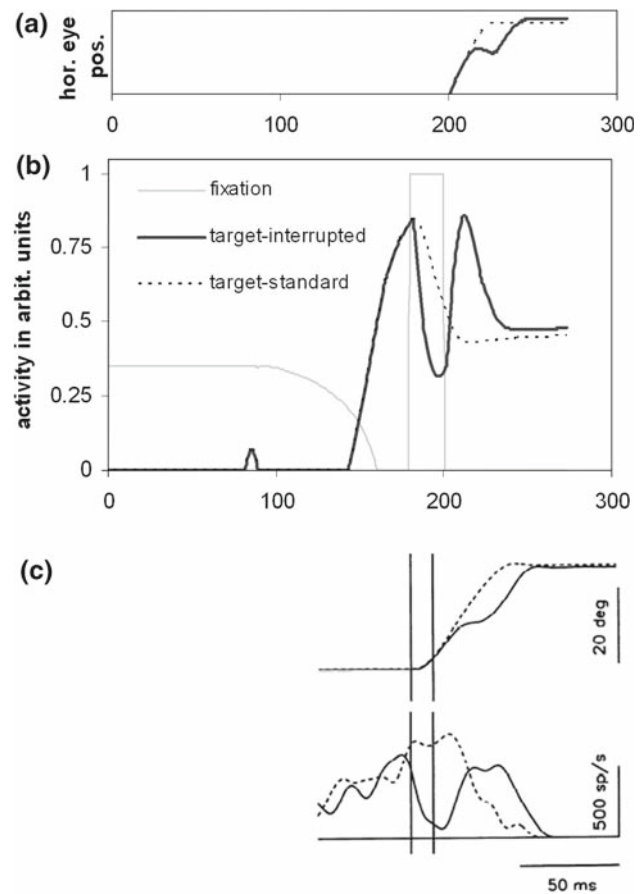 (a)
hor. eye
pos.
0 100 200 300
(b)
activity in arbit. units
1
0.75
0.5
0.25
0
fixation
target-interrupted
target-standard
0 100 200 300
(c)
20 deg
500 sp/s
50 ms